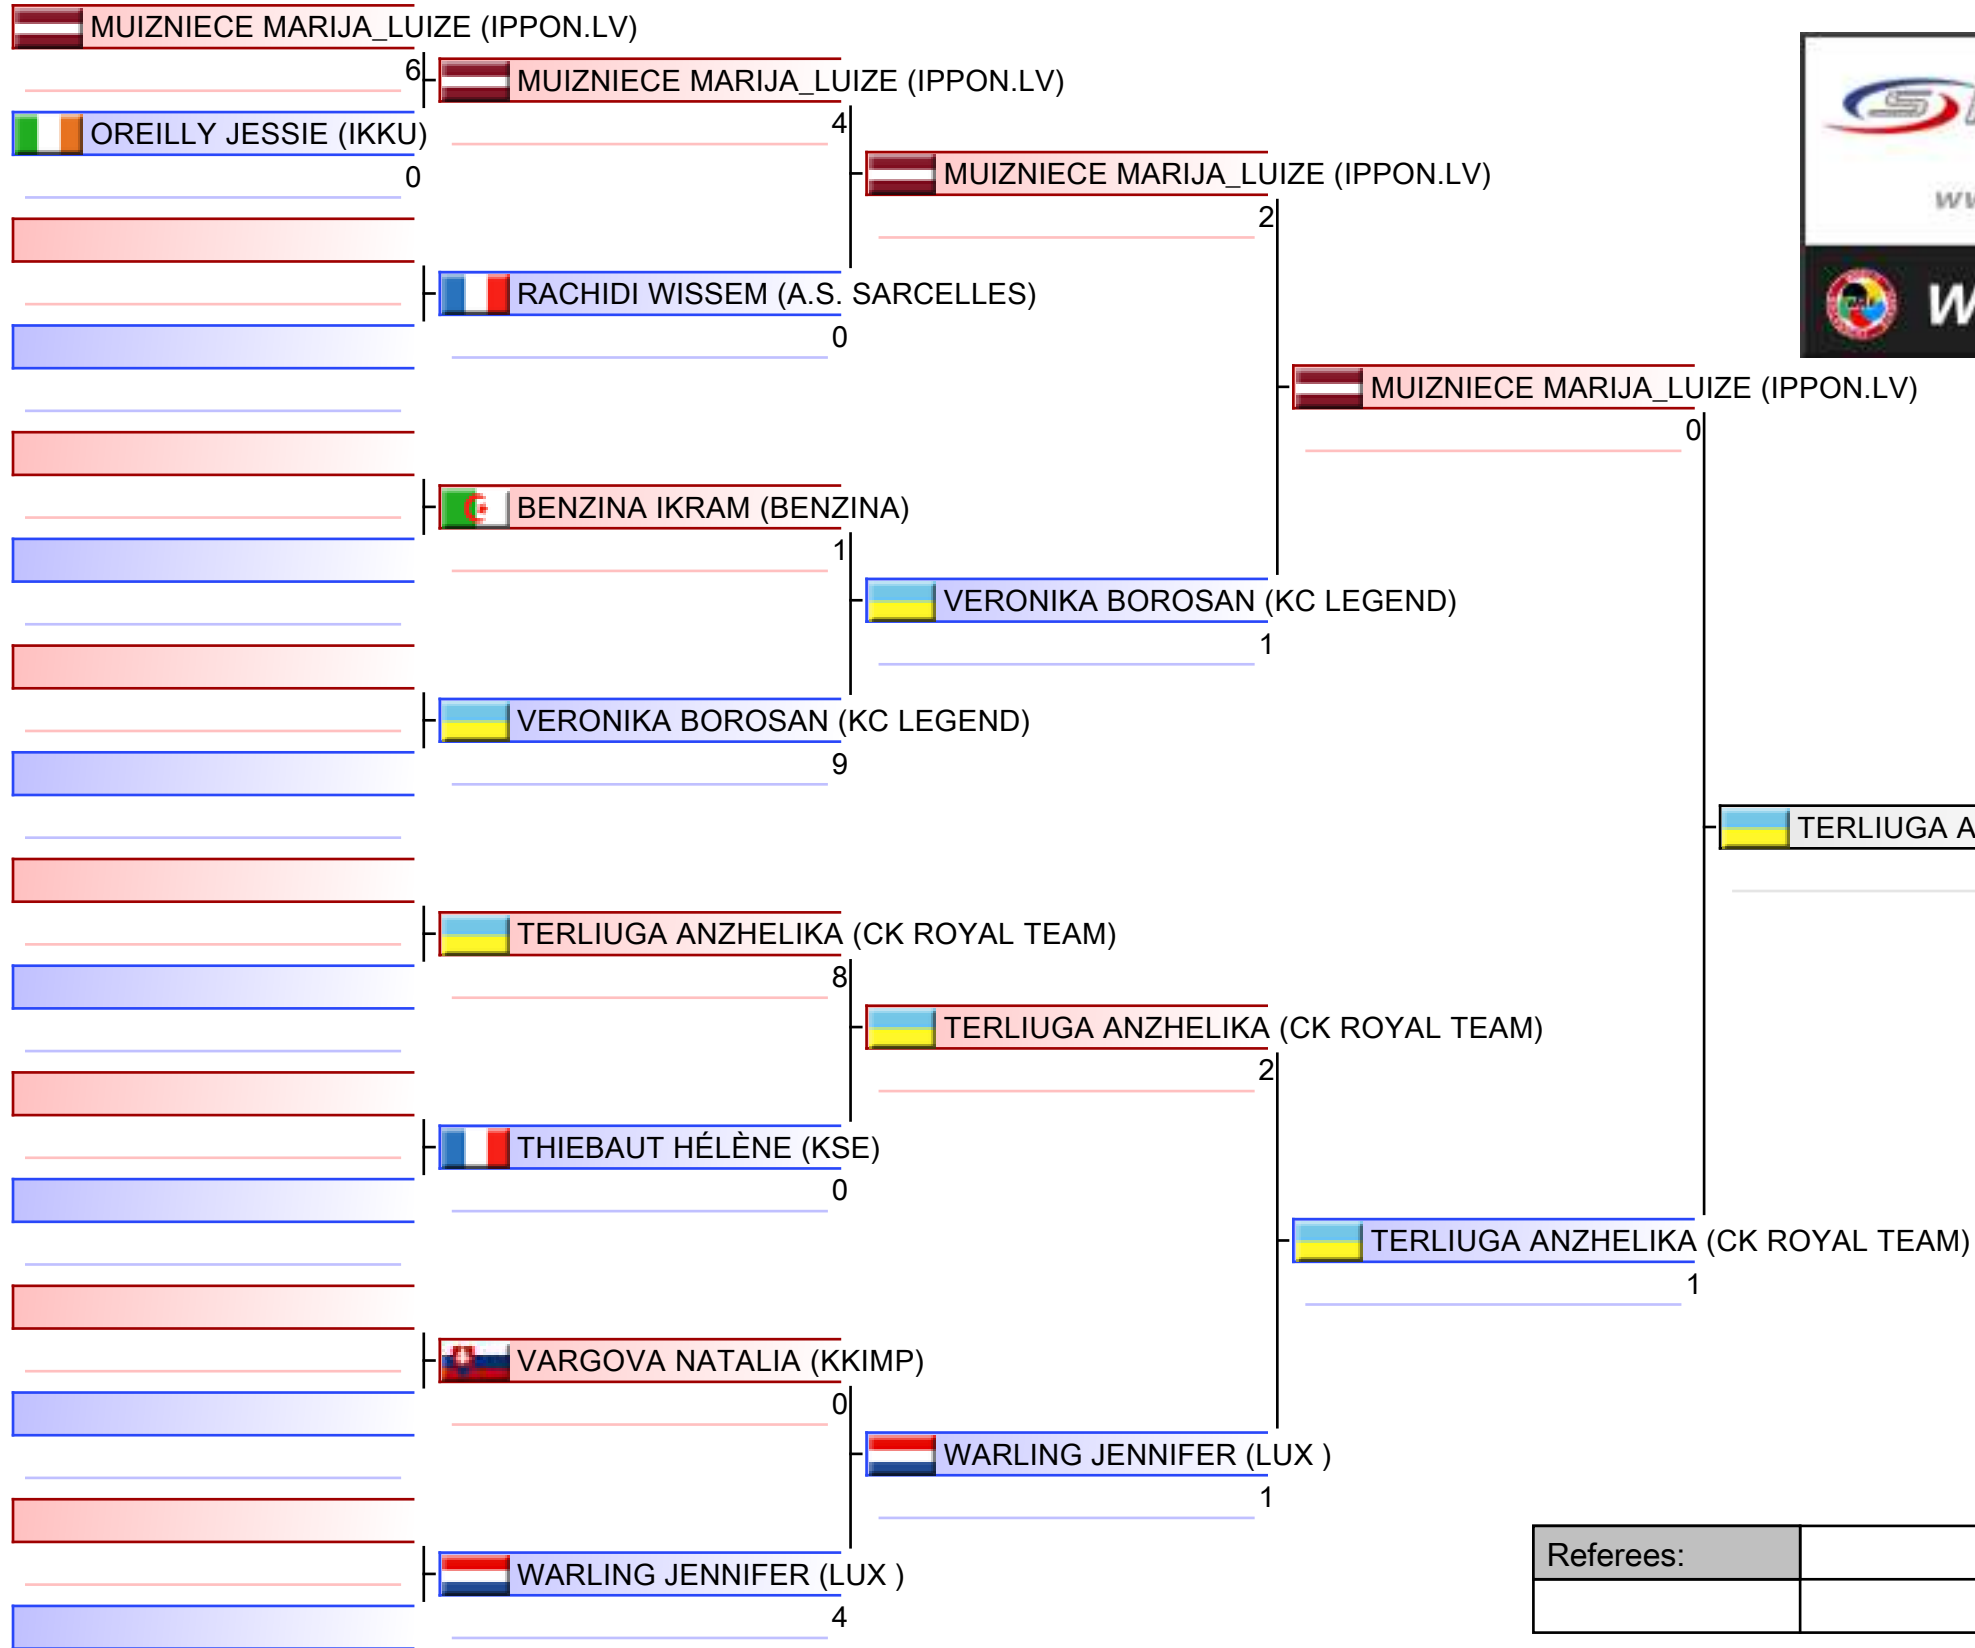 MUIZNIECE MARIJA_LUIZE (IPPON.LV)
6
MUIZNIECE MARIJA_LUIZE (IPPON.LV)
OREILLY JESSIE (IKKU)
4
0
MUIZNIECE MARIJA_LUIZE (IPPON.LV)
2
RACHIDI WISSEM (A.S. SARCELLES)
0
MUIZNIECE MARIJA_LUIZE (IPPON.LV)
0
BENZINA IKRAM (BENZINA)
1
VERONIKA BOROSAN (KC LEGEND)
1
VERONIKA BOROSAN (KC LEGEND)
9
TERLIUGA A
TERLIUGA ANZHELIKA (CK ROYAL TEAM)
8
TERLIUGA ANZHELIKA (CK ROYAL TEAM)
2
THIEBAUT HÉLÈNE (KSE)
0
TERLIUGA ANZHELIKA (CK ROYAL TEAM)
1
VARGOVA NATALIA (KKIMP)
0
WARLING JENNIFER (LUX )
1
Referees:
WARLING JENNIFER (LUX )
4